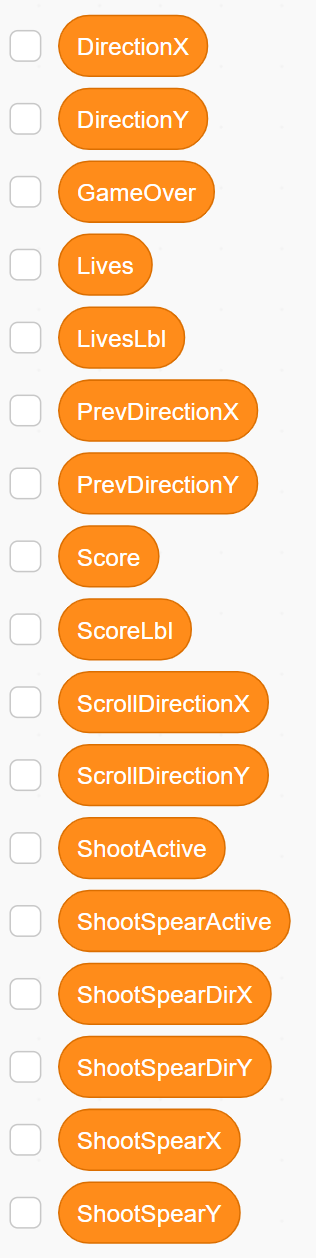 DirectionX
DirectionY
GameOver
Lives
LivesLbl
PrevDirectionX
PrevDirectionY
Score
ScoreLbl
ScrollDirectionX
ScrollDirectionY
ShootActive
ShootSpearActive
ShootSpearDirX
ShootSpearDirY
ShootSpearX
ShootSpearY